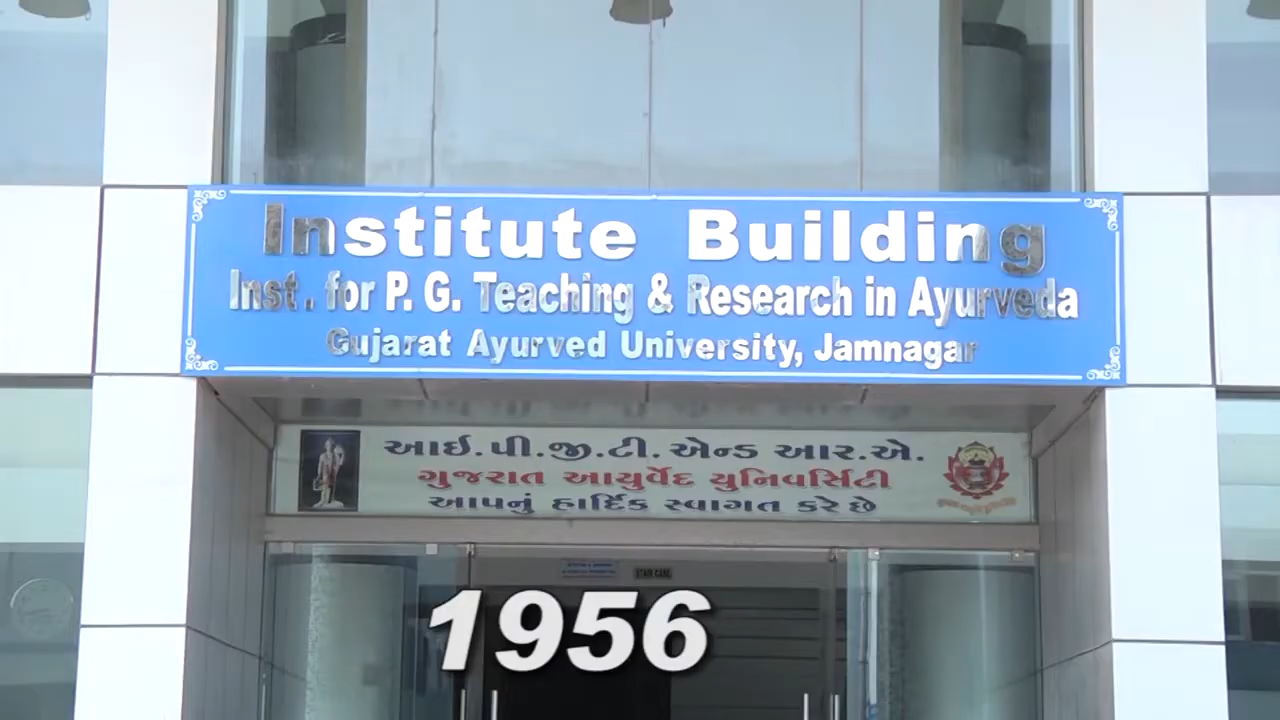 Institute Building
Inst. for P. G. Teaching & Research in Ayurveda
Gujarat Ayurved University, Jamnagar
આઈ.પી.જી.ટી. એન્ડ આર.એ.
ગુજરાત આયુર્વેદ યુનિવર્સિટી
આપનું હાર્દિક સ્વાગત કરે છે
STAIR CASE
1956